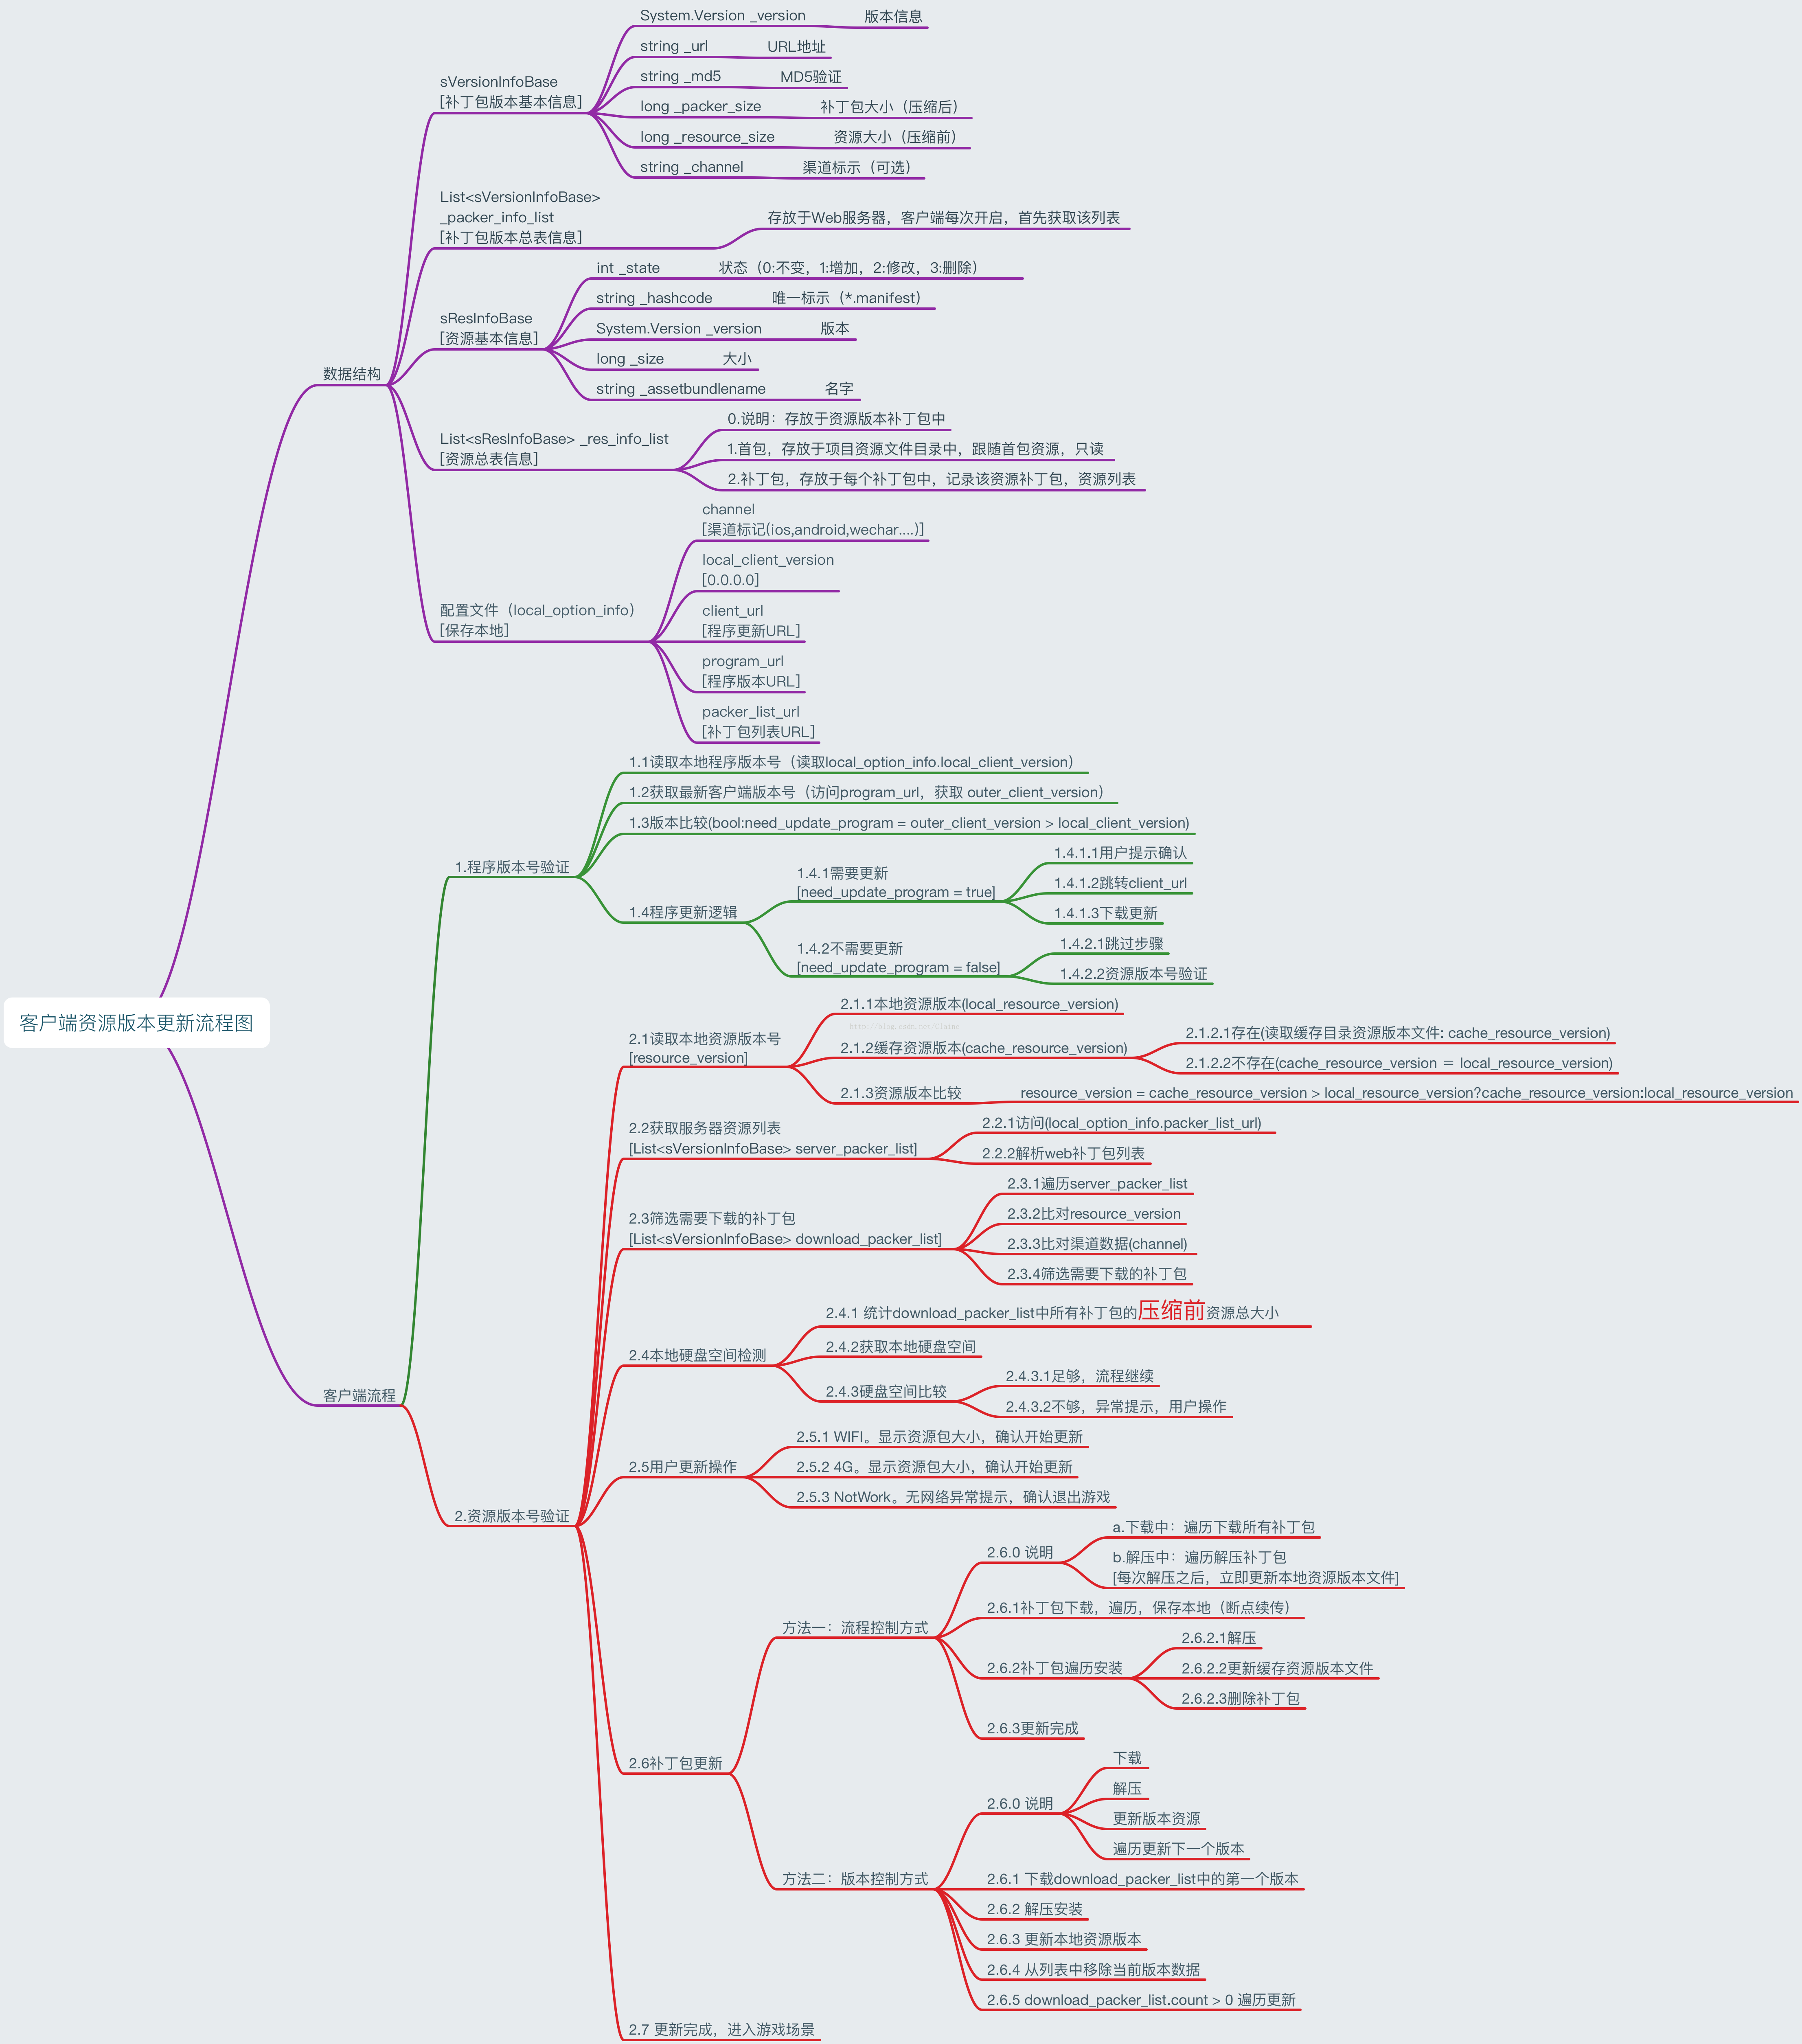 System.Version _version 版本信息
string _url URL地址
string _md5 MD5验证
sVersionInfoBase
[补丁包版本基本信息]
long _packer_size 补丁包大小（压缩后）
long _resource_size 资源大小（压缩前）
string _channel 渠道标示（可选）
List<sVersionInfoBase>
_packer_info_list
[补丁包版本总表信息]
存放于Web服务器，客户端每次开启，首先获取该列表
int _state 状态（0:不变，1:增加，2:修改，3:删除）
string _hashcode 唯一标示（*.manifest）
sResInfoBase
[资源基本信息]
System.Version _version 版本
long _size 大小
string _assetbundlename 名字
数据结构
0.说明：存放于资源版本补丁包中
List<sResInfoBase> _res_info_list
[资源总表信息]
1.首包，存放于项目资源文件目录中，跟随首包资源，只读
2.补丁包，存放于每个补丁包中，记录该资源补丁包，资源列表
channel
[渠道标记(ios,android,wechar....)]
local_client_version
[0.0.0.0]
配置文件（local_option_info）
[保存本地]
client_url
[程序更新URL]
program_url
[程序版本URL]
packer_list_url
[补丁包列表URL]
1.1读取本地程序版本号（读取local_option_info.local_client_version）
1.2获取最新客户端版本号（访问program_url，获取 outer_client_version）
1.3版本比较(bool:need_update_program = outer_client_version > local_client_version)
1.程序版本号验证
1.4程序更新逻辑
1.4.1需要更新
[need_update_program = true]
1.4.1.1用户提示确认
1.4.1.2跳转client_url
1.4.1.3下载更新
1.4.2不需要更新
[need_update_program = false]
1.4.2.1跳过步骤
1.4.2.2资源版本号验证
客户端资源版本更新流程图
2.1读取本地资源版本号
[resource_version]
2.1.1本地资源版本(local_resource_version)
2.1.2缓存资源版本(cache_resource_version)
2.1.2.1存在(读取缓存目录资源版本文件: cache_resource_version)
2.1.2.2不存在(cache_resource_version ＝ local_resource_version)
2.1.3资源版本比较 resource_version = cache_resource_version > local_resource_version?cache_resource_version:local_resource_version
2.2获取服务器资源列表
[List<sVersionInfoBase> server_packer_list]
2.2.1访问(local_option_info.packer_list_url)
2.2.2解析web补丁包列表
2.3筛选需要下载的补丁包
[List<sVersionInfoBase> download_packer_list]
2.3.1遍历server_packer_list
2.3.2比对resource_version
2.3.3比对渠道数据(channel)
2.3.4筛选需要下载的补丁包
2.4本地硬盘空间检测
2.4.1 统计download_packer_list中所有补丁包的压缩前资源总大小
2.4.2获取本地硬盘空间
2.4.3硬盘空间比较
2.4.3.1足够，流程继续
2.4.3.2不够，异常提示，用户操作
客户端流程
2.5用户更新操作
2.5.1 WIFI。显示资源包大小，确认开始更新
2.5.2 4G。显示资源包大小，确认开始更新
2.5.3 NotWork。无网络异常提示，确认退出游戏
2.资源版本号验证
2.6补丁包更新
方法一：流程控制方式
2.6.0 说明
a.下载中：遍历下载所有补丁包
b.解压中：遍历解压补丁包
[每次解压之后，立即更新本地资源版本文件]
2.6.1补丁包下载，遍历，保存本地（断点续传）
2.6.2补丁包遍历安装
2.6.2.1解压
2.6.2.2更新缓存资源版本文件
2.6.2.3删除补丁包
2.6.3更新完成
方法二：版本控制方式
2.6.0 说明
下载
解压
更新版本资源
遍历更新下一个版本
2.6.1 下载download_packer_list中的第一个版本
2.6.2 解压安装
2.6.3 更新本地资源版本
2.6.4 从列表中移除当前版本数据
2.6.5 download_packer_list.count > 0 遍历更新
2.7 更新完成，进入游戏场景